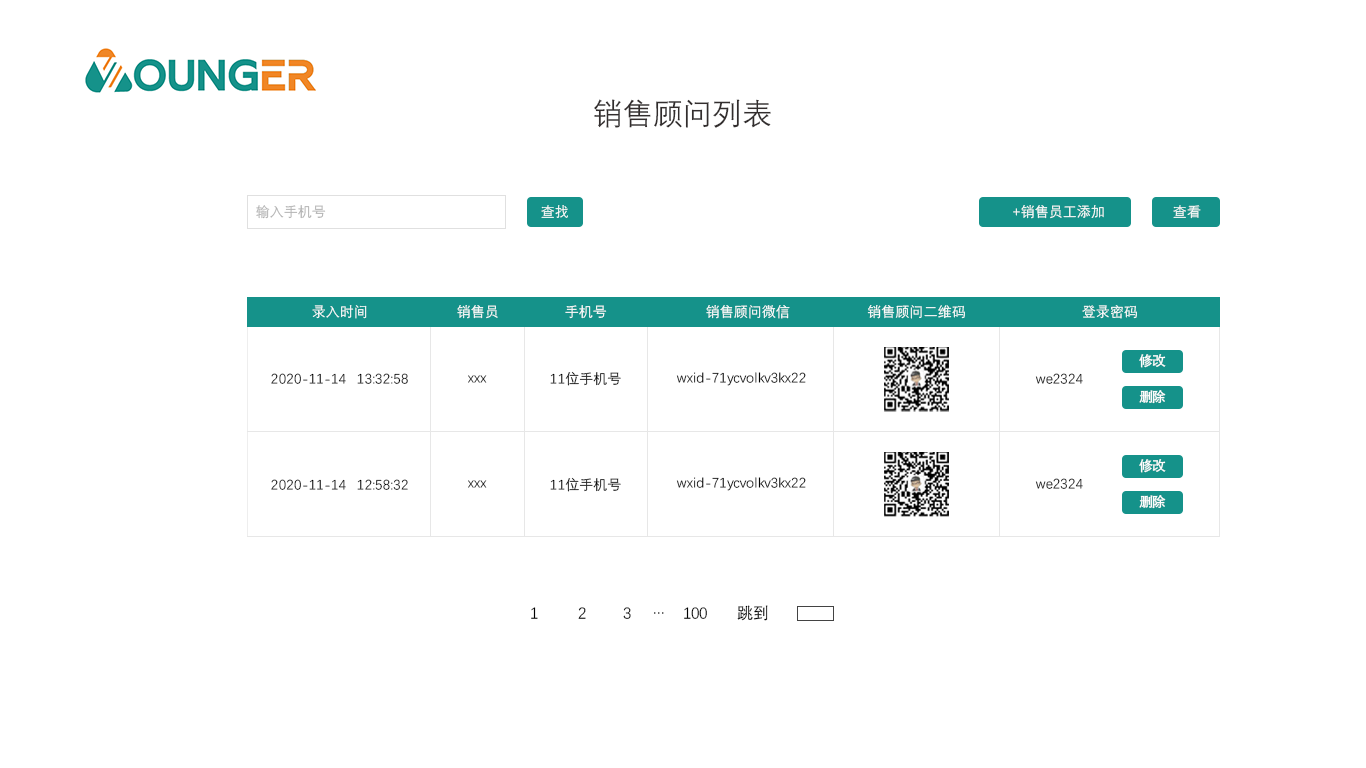 YOUNGER
销售顾问列表
输入手机号 查找 +销售员工添加 查看
录入时间 销售员 手机号 销售顾问微信 销售顾问二维码 登录密码
2020-11-14 13:32:58 xxx 11位手机号 wxid-71ycvolkv3kx22 we2324 修改
删除
2020-11-14 12:58:32 xxx 11位手机号 wxid-71ycvolkv3kx22 we2324 修改
删除
1 2 3 ... 100 跳到